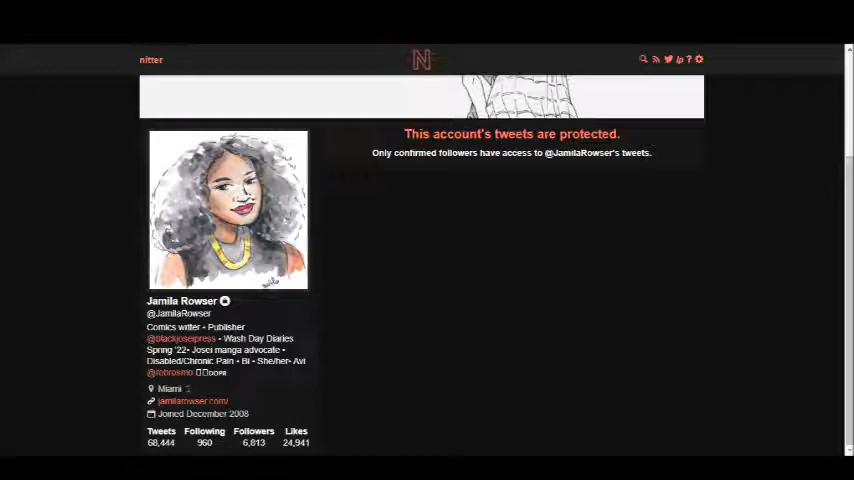 nitter
This account's tweets are protected.
Only confirmed followers have access to @JamilaRowser's tweets.
Jamila Rowser
@JamilaRowser
Comics writer • Publisher
@blackjoseipress • Wash Day Diaries
Spring '22• Josei manga advocate •
Disabled/Chronic Pain • Bi • She/her• Avi
@robrosmo
Miami
jamilarowser.com/
Joined December 2008
Tweets Following Followers Likes
68,444 960 6,813 24,941